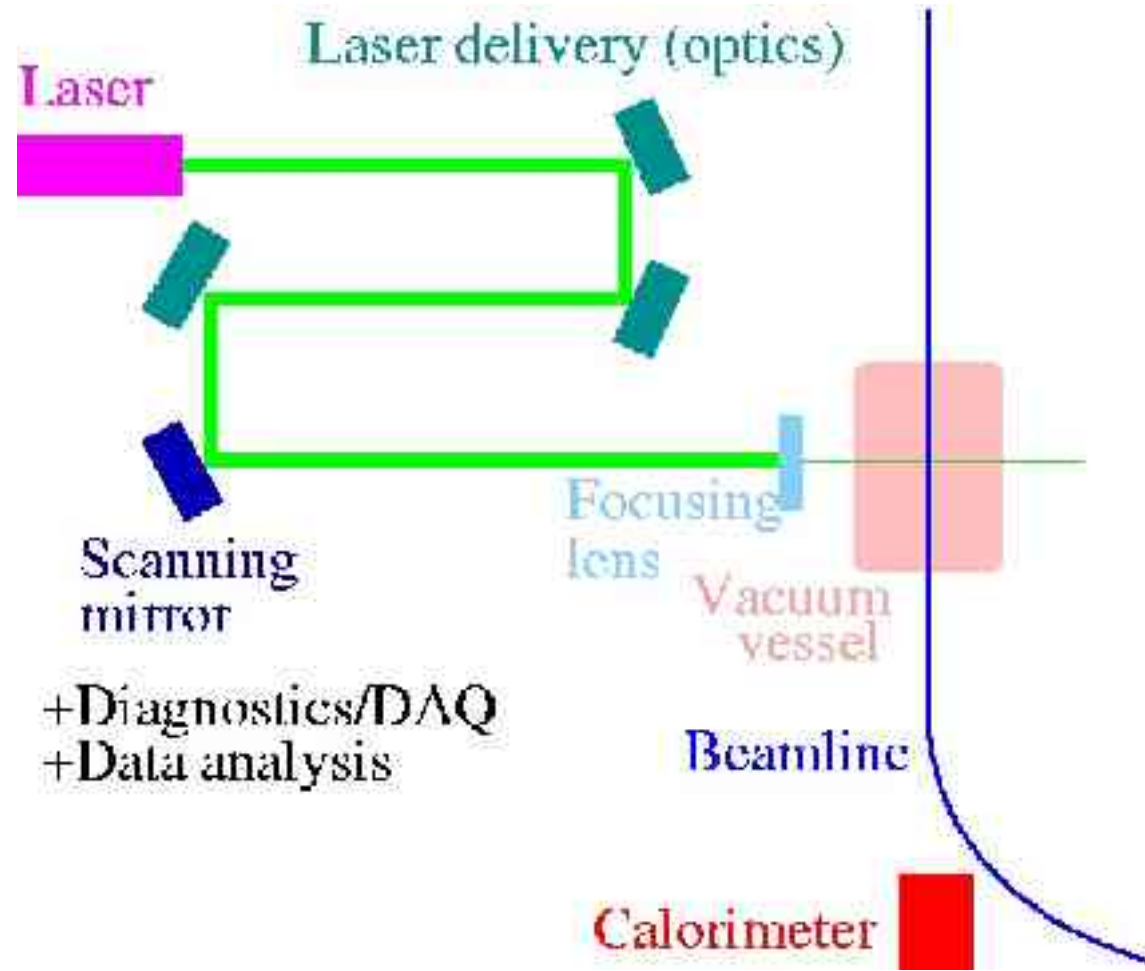 Laser delivery (optics)
Laser
Focusing
lens
Scanning
mirror
Vacuum
vessel
+Diagnostics/DAQ
+Data analysis
Beamline
Calorimeter